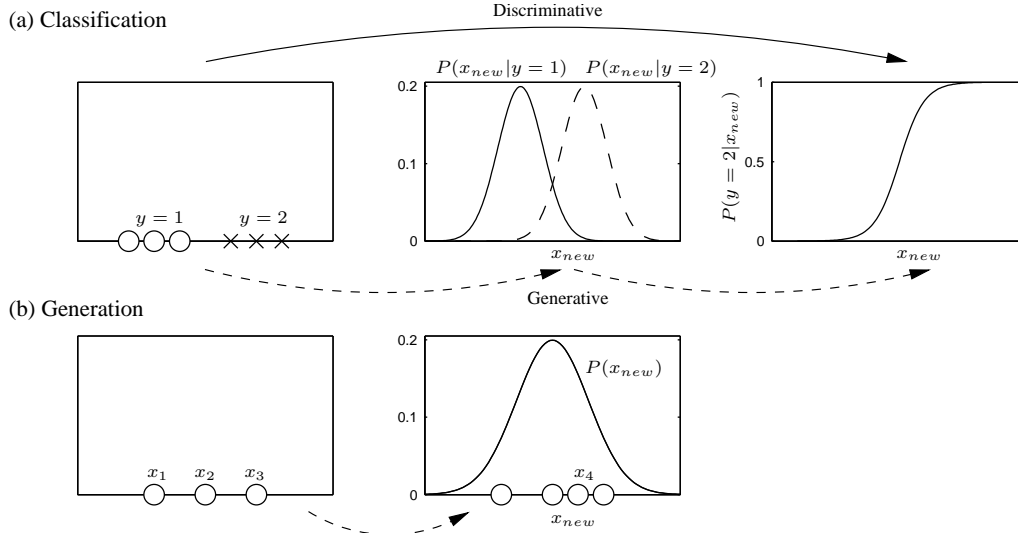 Discriminative
(a) Classification
P(x_new|y = 1) P(x_new|y = 2)
0.2
0.1
0
x_new
1
0.5
0
P(y = 2|x_new)
x_new
y = 1 y = 2
Generative
(b) Generation
x_1 x_2 x_3
0.2
0.1
0
P(x_new)
x_4
x_new